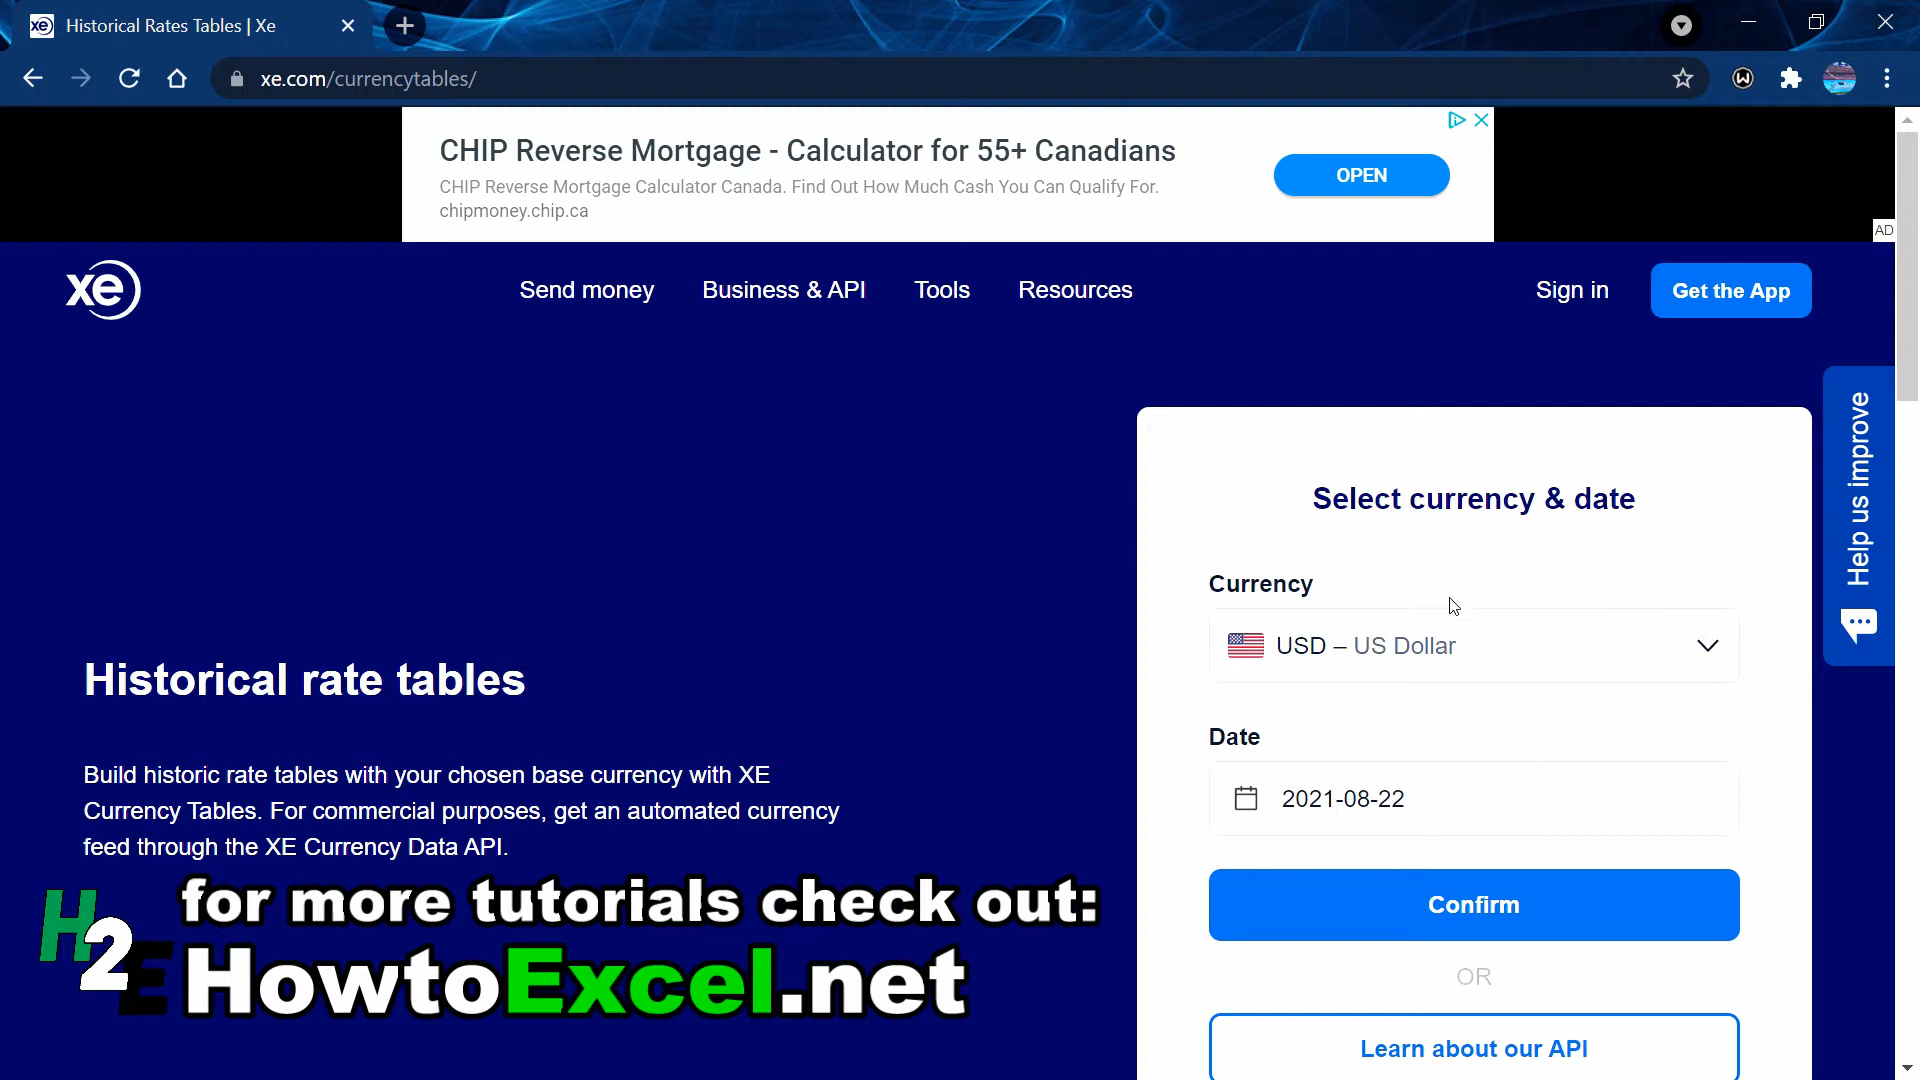 Historical Rates Tables | Xe
xe.com/currencytables/
CHIP Reverse Mortgage - Calculator for 55+ Canadians
CHIP Reverse Mortgage Calculator Canada. Find Out How Much Cash You Can Qualify For.
chipmoney.chip.ca
OPEN
AD
xe
Send money
Business & API
Tools
Resources
Sign in
Get the App
Help us improve
Select currency & date
Currency
USD – US Dollar
Date
2021-08-22
Confirm
OR
Learn about our API
Historical rate tables
Build historic rate tables with your chosen base currency with XE
Currency Tables. For commercial purposes, get an automated currency
feed through the XE Currency Data API.
H2E
for more tutorials check out:
HowtoExcel.net